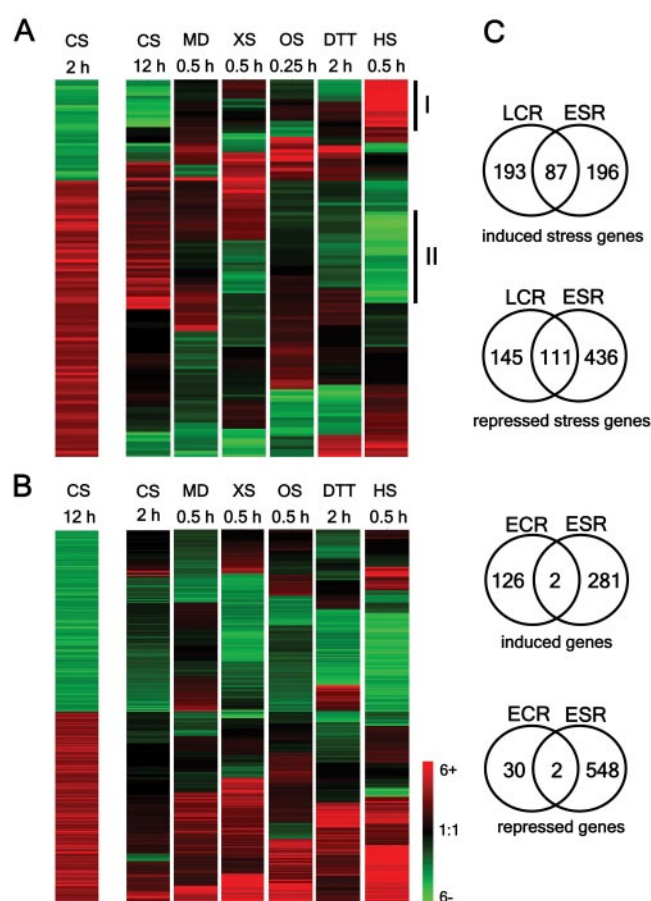 A
CS MD XS OS DTT HS
CS
2 h
12 h 0.5 h 0.5 h 0.25 h 2 h 0.5 h
I
II
C
LCR ESR
193 87 196
induced stress genes
LCR ESR
145 111 436
repressed stress genes
B
CS
12 h
CS MD XS OS DTT HS
2 h 0.5 h 0.5 h 0.5 h 2 h 0.5 h
6+
1:1
6-
ECR ESR
126 2 281
induced genes
ECR ESR
30 2 548
repressed genes